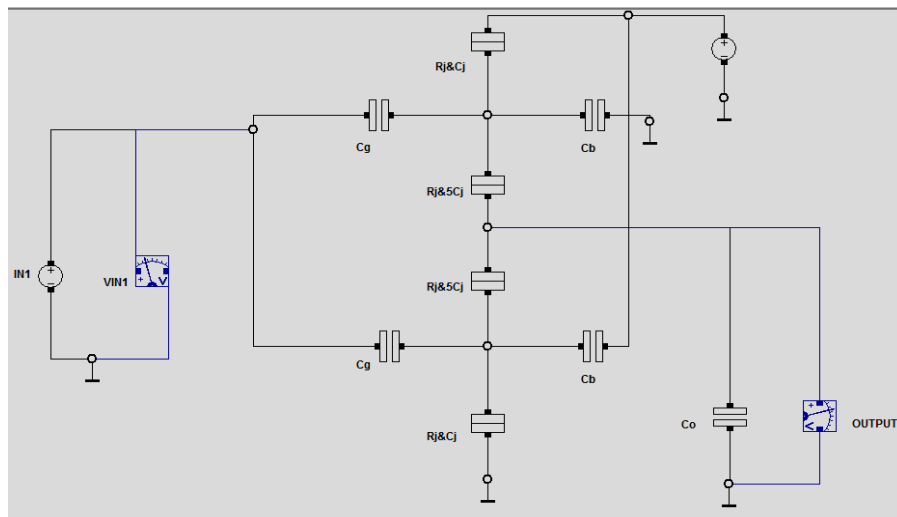 Rj&Cj
Cg
Cb
Rj&5Cj
IN1
VIN1
+
V
Rj&5Cj
Cg
Cb
Rj&Cj
Co
+
V
OUTPUT